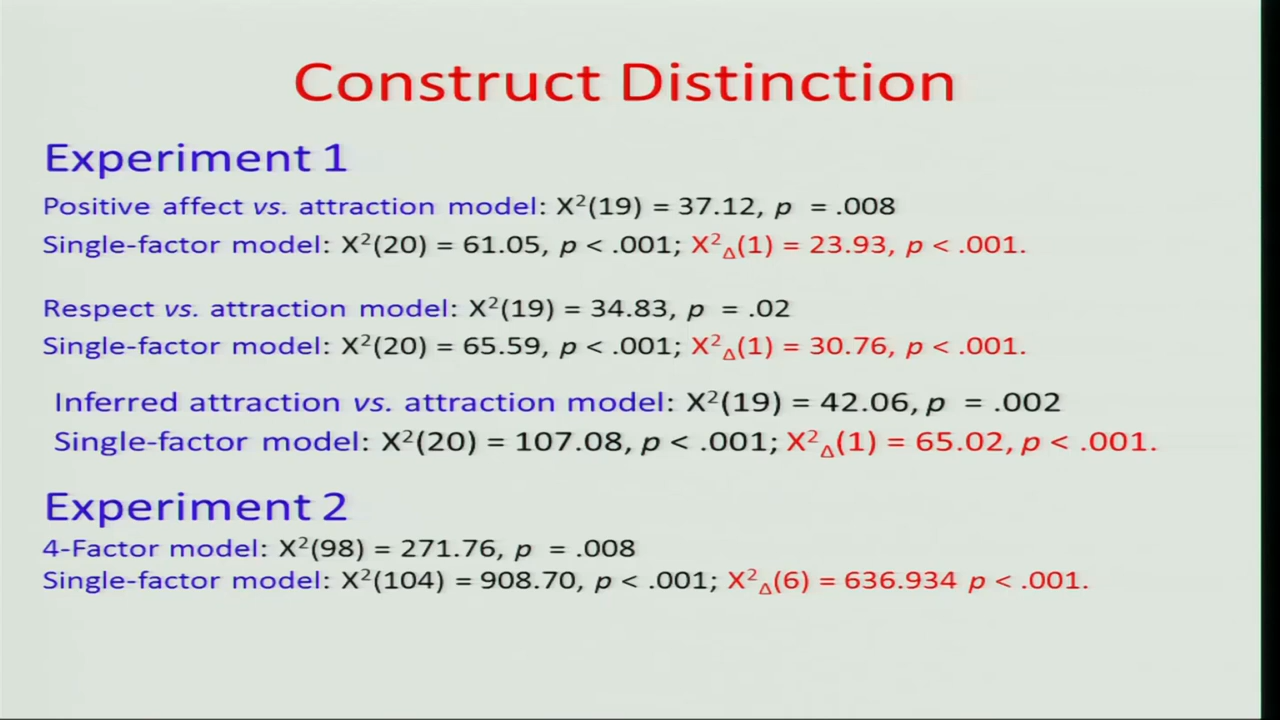 Construct Distinction
Experiment 1
Positive affect vs. attraction model: X²(19) = 37.12, p = .008
Single-factor model: X²(20) = 61.05, p < .001; X²Δ(1) = 23.93, p < .001.
Respect vs. attraction model: X²(19) = 34.83, p = .02
Single-factor model: X²(20) = 65.59, p < .001; X²Δ(1) = 30.76, p < .001.
Inferred attraction vs. attraction model: X²(19) = 42.06, p = .002
Single-factor model: X²(20) = 107.08, p < .001; X²Δ(1) = 65.02, p < .001.
Experiment 2
4-Factor model: X²(98) = 271.76, p = .008
Single-factor model: X²(104) = 908.70, p < .001; X²Δ(6) = 636.934 p < .001.